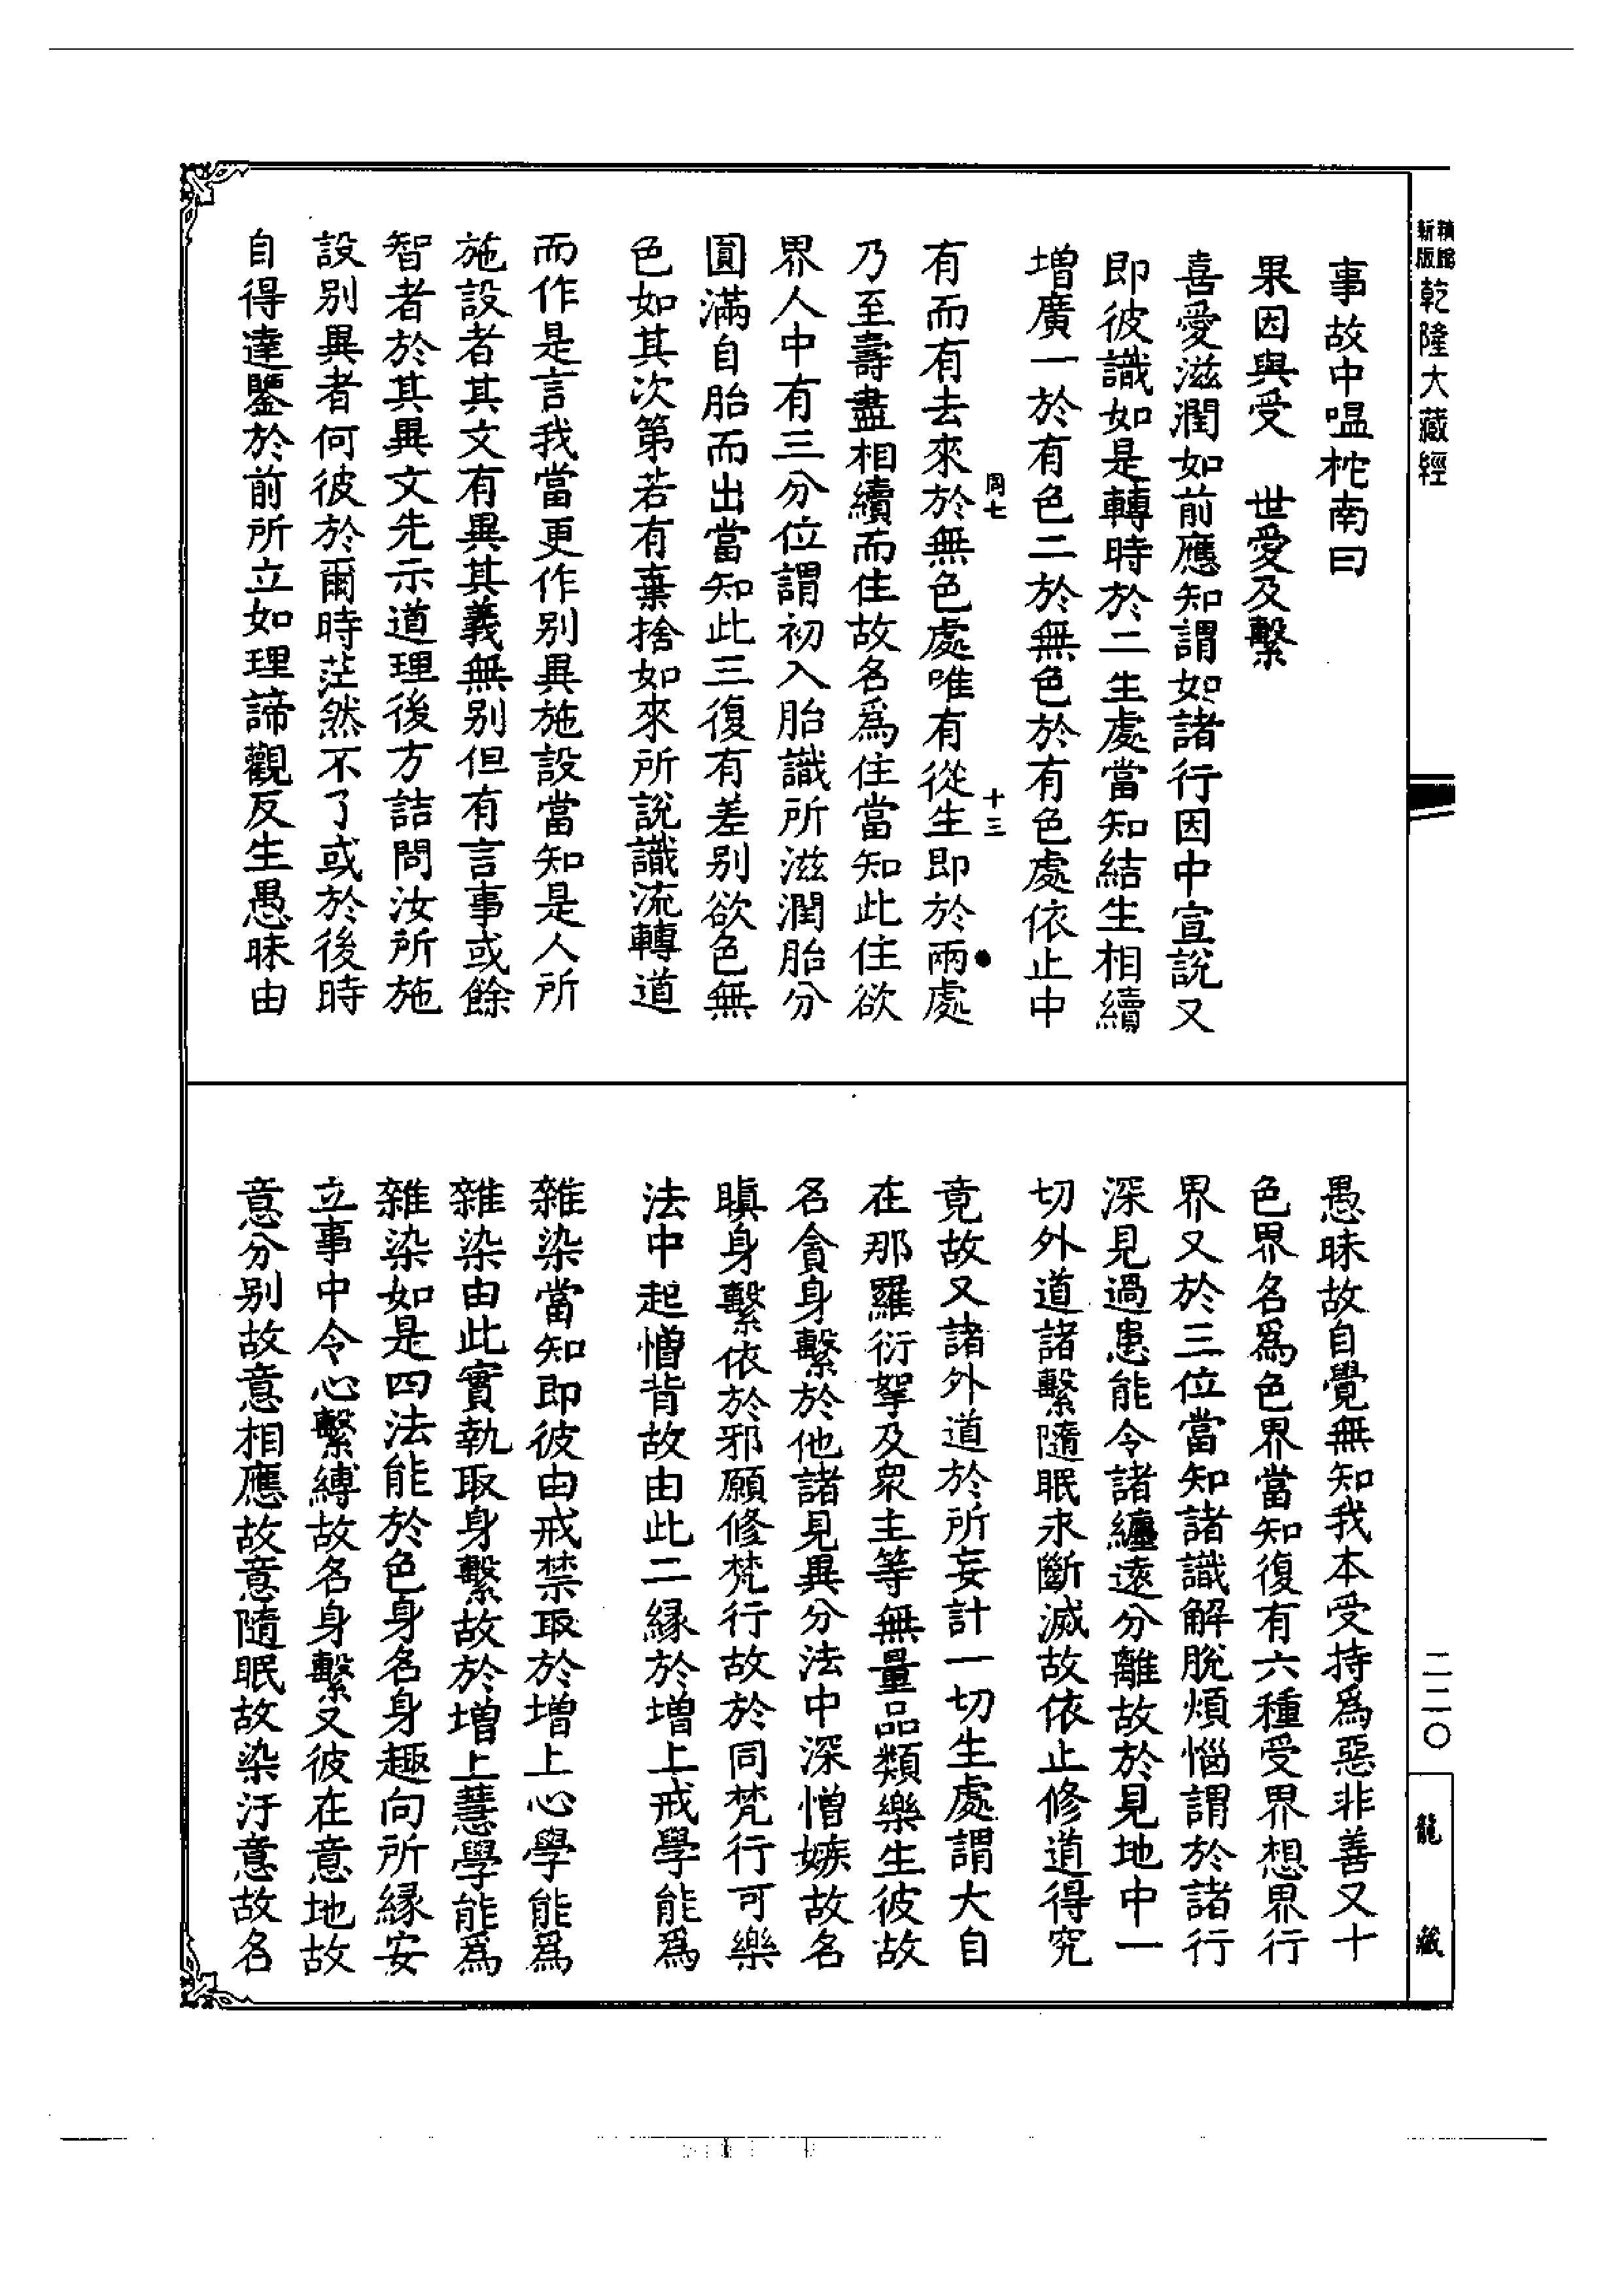 精縮
新版
乾隆大藏經
事故中嗢柁南曰
果因與受　世愛及繫
喜愛滋潤如前應知謂如諸行因中宣說又
即彼識如是轉時於二生處當知結生相續
增廣一於有色二於無色於有色處依止中
同七
十三
有而有去來於無色處唯有從生即於兩處
乃至壽盡相續而住故名爲住當知此住欲
界人中有三分位謂初入胎識所滋潤胎分
圓滿自胎而出當知此三復有差別欲色無
色如其次第若有棄捨如來所說識流轉道
而作是言我當更作別異施設當知是人所
施設者其文有異其義無別但有言事或餘
智者於其異文先示道理後方詰問汝所施
設別異者何彼於爾時茫然不了或於後時
自得達鑒於前所立如理諦觀反生愚昧由
愚昧故自覺無知我本受持爲惡非善又十
色界名爲色界當知復有六種受界想界行
界又於三位當知諸識解脫煩惱謂於諸行
深見過患能令諸纏遠分離故於見地中一
切外道諸繫隨眠永斷滅故依止修道得究
竟故又諸外道於所妄計一切生處謂大自
在那羅衍拏及衆主等無量品類樂生彼故
名貪身繫於他諸見異分法中深憎嫉故名
瞋身繫依於邪願修梵行故於同梵行可樂
法中起憎背故由此二緣於增上戒學能爲
雜染當知即彼由戒禁取於增上心學能爲
雜染由此實執取身繫故於增上慧學能爲
雜染如是四法能於色身名身趣向所緣安
立事中令心繫縛故名身繫又彼在意地故
意分別故意相應故意隨眠故染汙意故名
二二〇
龍藏